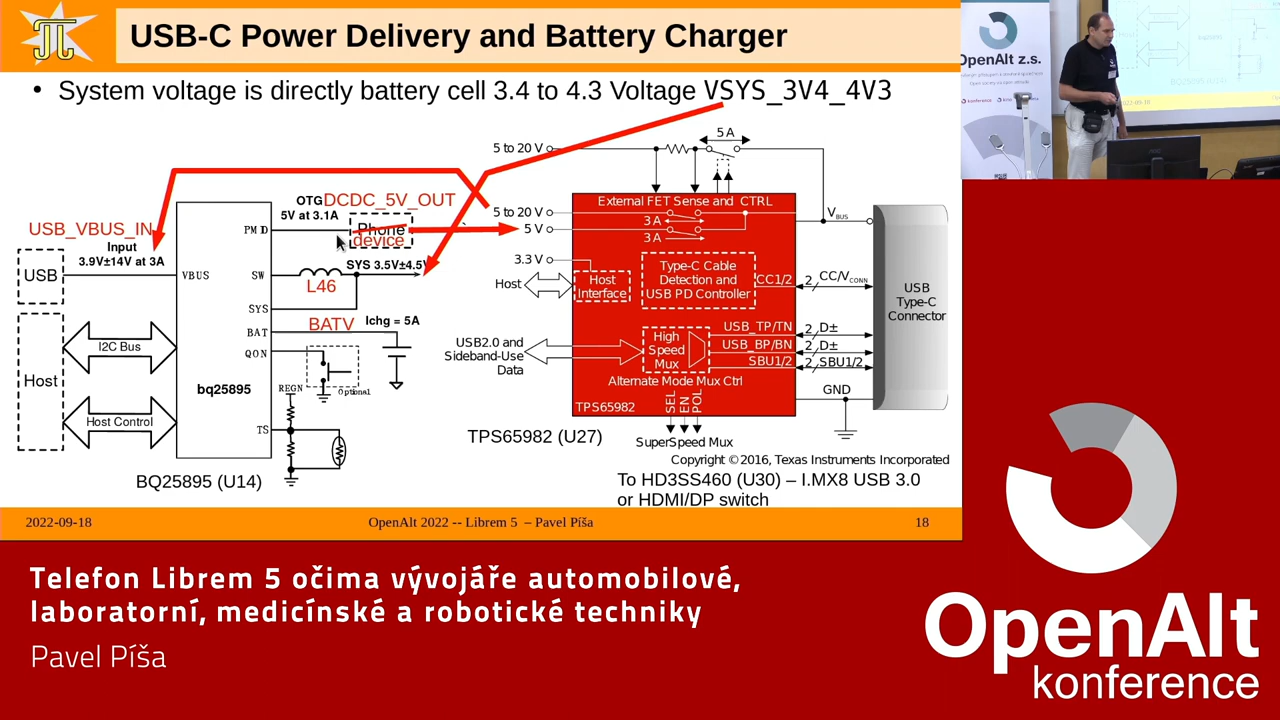 USB-C Power Delivery and Battery Charger
• System voltage is directly battery cell 3.4 to 4.3 Voltage VSYS_3V4_4V3
5 A
5 to 20 V
OTG
DCDC_5V_OUT
5V at 3.1A
USB_VBUS_IN
Input
3.9V±14V at 3A
PMID
Phone
device
USB
VBUS
SW
SYS 3.5V±4.5V
L46
SYS
BATV
Ichg = 5A
BAT
I2C Bus
QON
Optional
Host
bq25895
REGN
Host Control
TS
BQ25895 (U14)
External FET Sense and CTRL
5 to 20 V
3 A
5 V
3 A
VBUS
3.3 V
Host
Host
Interface
Type-C Cable
Detection and
USB PD Controller
CC1/2
2
CC/VCONN
USB
Type-C
Connector
USB2.0 and
Sideband-Use
Data
High
Speed
Mux
USB_TP/TN
2
D±
USB_BP/BN
2
D±
SBU1/2
2
SBU1/2
Alternate Mode Mux Ctrl
GND
TPS65982
SEL
EN
POL
TPS65982 (U27)
SuperSpeed Mux
Copyright © 2016, Texas Instruments Incorporated
To HD3SS460 (U30) – I.MX8 USB 3.0
or HDMI/DP switch
2022-09-18
OpenAlt 2022 -- Librem 5 – Pavel Píša
18
OpenAlt z.s.
konference
Telefon Librem 5 očima vývojáře automobilové,
laboratorní, medicínské a robotické techniky
Pavel Píša
OpenAlt
konference